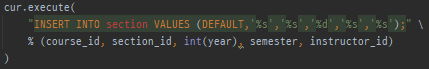 cur.execute(
"INSERT INTO section VALUES (DEFAULT,'%s','%s','%d','%s','%s');" \
% (course_id, section_id, int(year), semester, instructor_id)
)